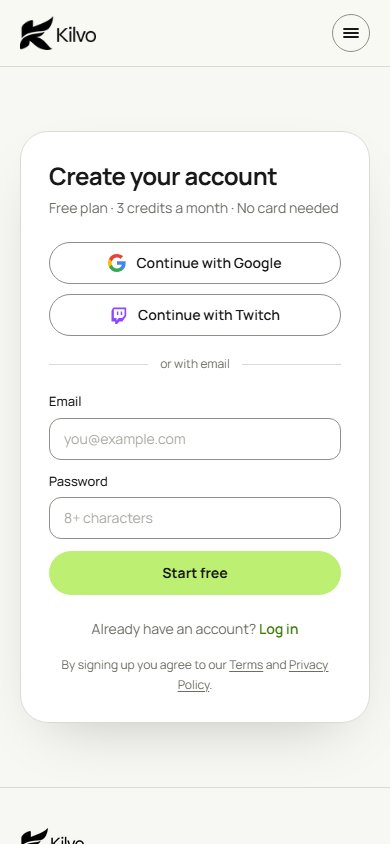 Kilvo
Create your account
Free plan · 3 credits a month · No card needed
Continue with Google
Continue with Twitch
or with email
Email
you@example.com
Password
8+ characters
Start free
Already have an account? Log in
By signing up you agree to our Terms and Privacy
Policy.
Kilvo